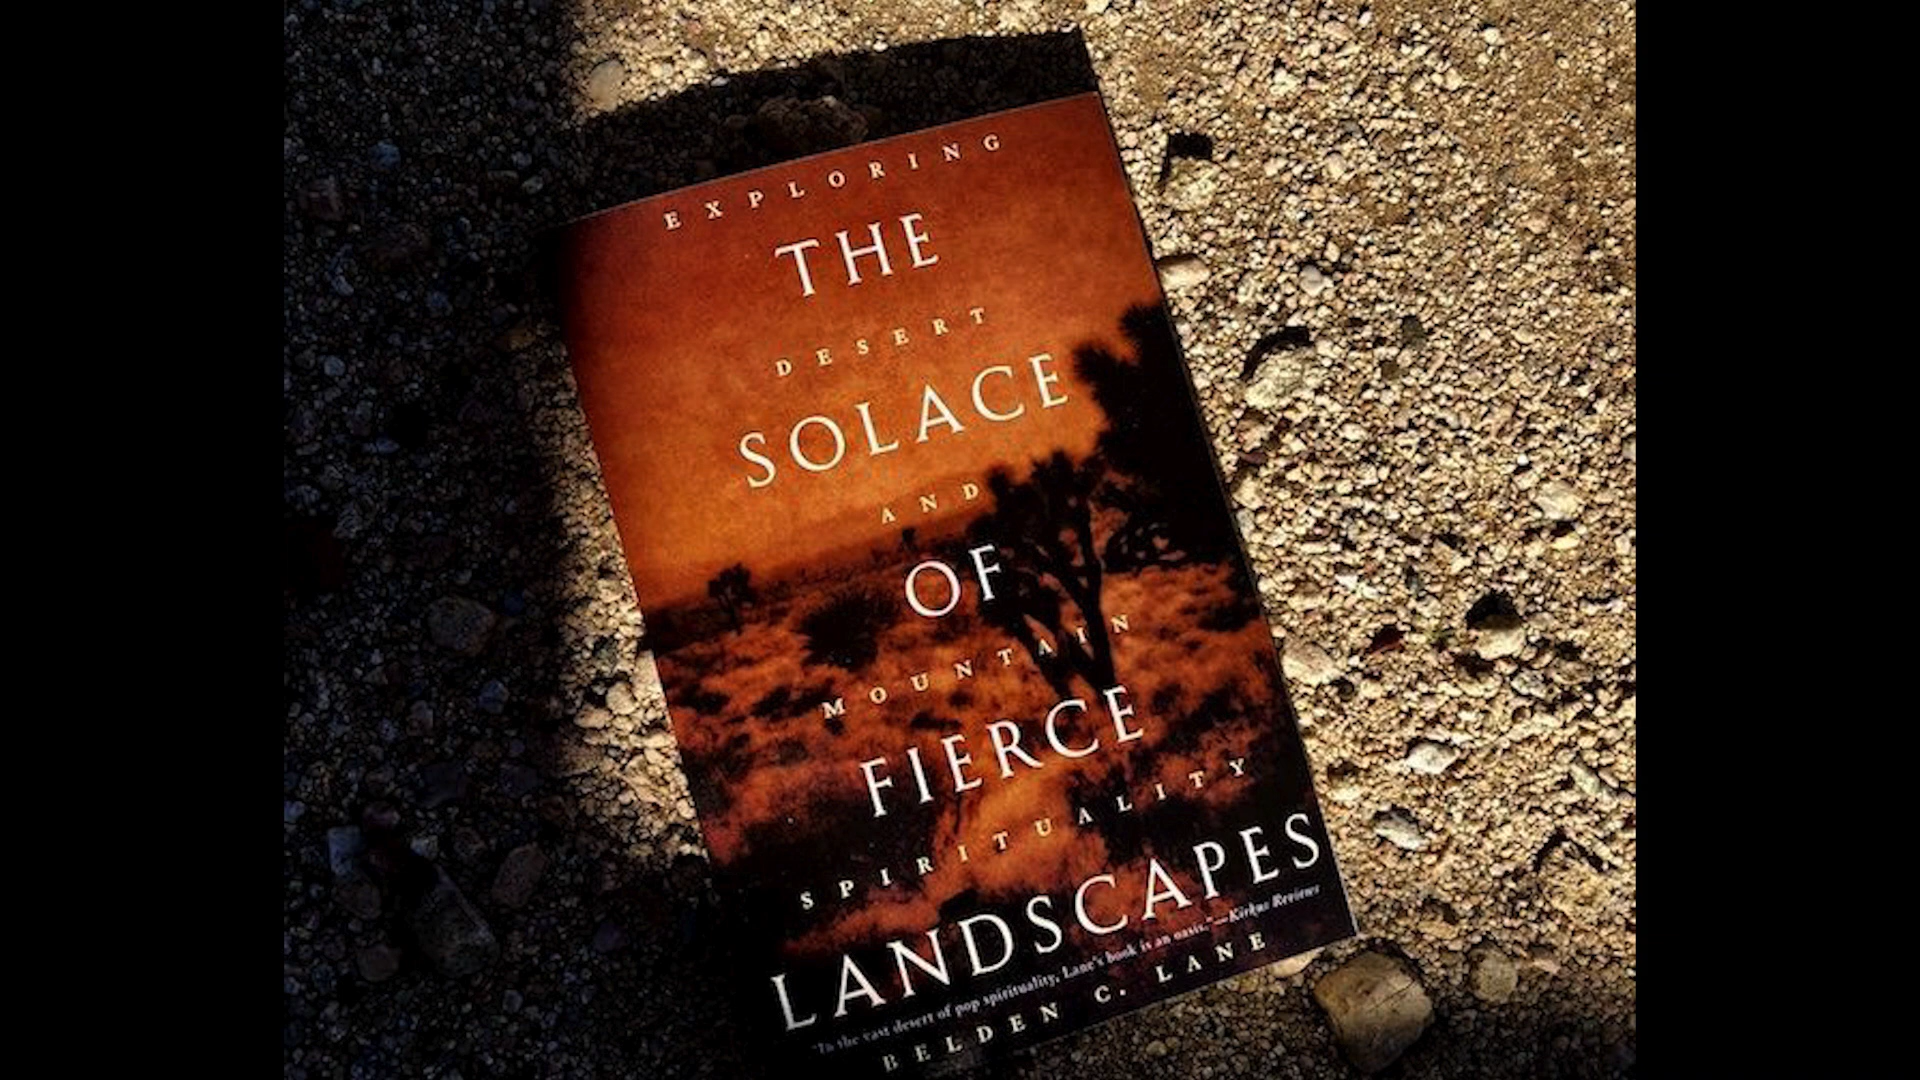 EXPLORING
THE
DESERT
SOLACE
AND
OF
MOUNTAIN
FIERCE
SPIRITUALITY
LANDSCAPES
"In the vast desert of pop spirituality, Lane's book is an oasis."—Kirkus Reviews
BELDEN C. LANE